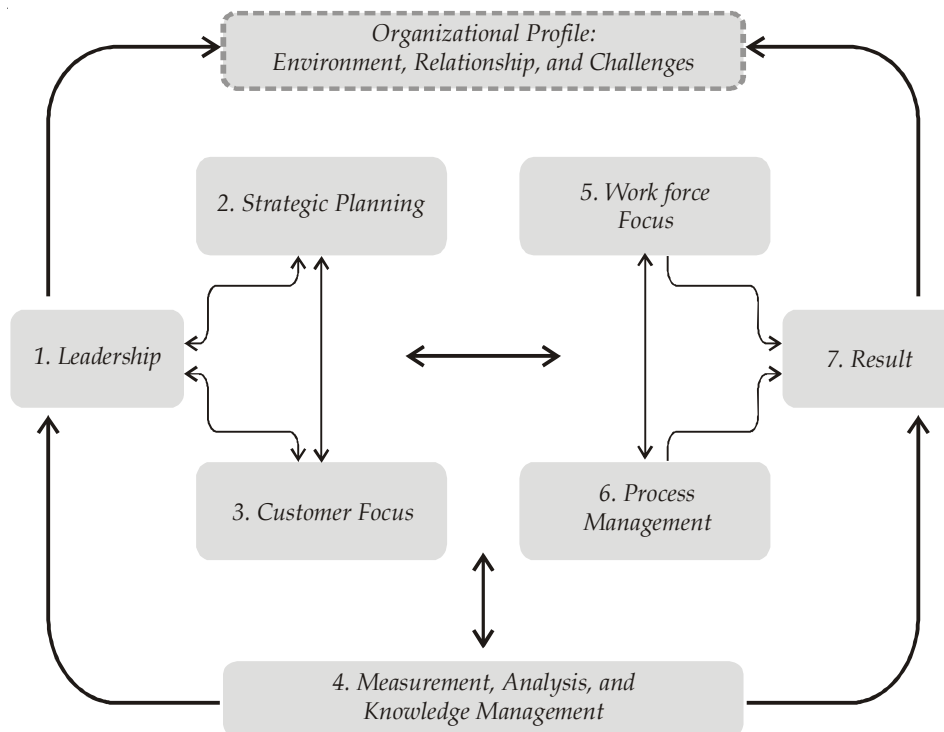 Organizational Profile:
Environment, Relationship, and Challenges
2. Strategic Planning
5. Work force
Focus
1. Leadership
7. Result
3. Customer Focus
6. Process
Management
4. Measurement, Analysis, and
Knowledge Management